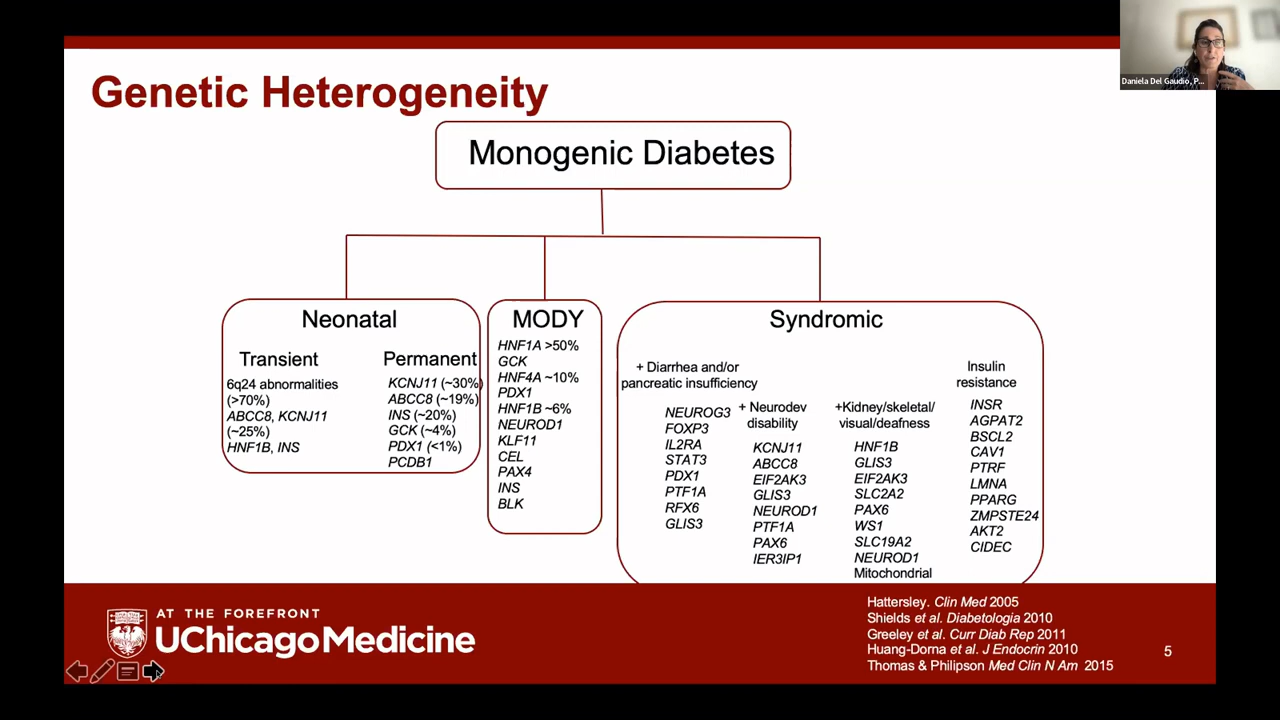 Genetic Heterogeneity
Daniela Del Gaudio, P...
Monogenic Diabetes
Neonatal
Transient
6q24 abnormalities
(>70%)
ABCC8, KCNJ11
(~25%)
HNF1B, INS
Permanent
KCNJ11 (~30%)
ABCC8 (~19%)
INS (~20%)
GCK (~4%)
PDX1 (<1%)
PCDB1
MODY
HNF1A >50%
GCK
HNF4A ~10%
PDX1
HNF1B ~6%
NEUROD1
KLF11
CEL
PAX4
INS
BLK
Syndromic
+ Diarrhea and/or
pancreatic insufficiency
NEUROG3
FOXP3
IL2RA
STAT3
PDX1
PTF1A
RFX6
GLIS3
+ Neurodev
disability
KCNJ11
ABCC8
EIF2AK3
GLIS3
NEUROD1
PTF1A
PAX6
IER3IP1
+Kidney/skeletal/
visual/deafness
HNF1B
GLIS3
EIF2AK3
SLC2A2
PAX6
WS1
SLC19A2
NEUROD1
Mitochondrial
Insulin
resistance
INSR
AGPAT2
BSCL2
CAV1
PTRF
LMNA
PPARG
ZMPSTE24
AKT2
CIDEC
AT THE FOREFRONT
UChicago Medicine
Hattersley. Clin Med 2005
Shields et al. Diabetologia 2010
Greeley et al. Curr Diab Rep 2011
Huang-Dorna et al. J Endocrin 2010
Thomas & Philipson Med Clin N Am 2015
5